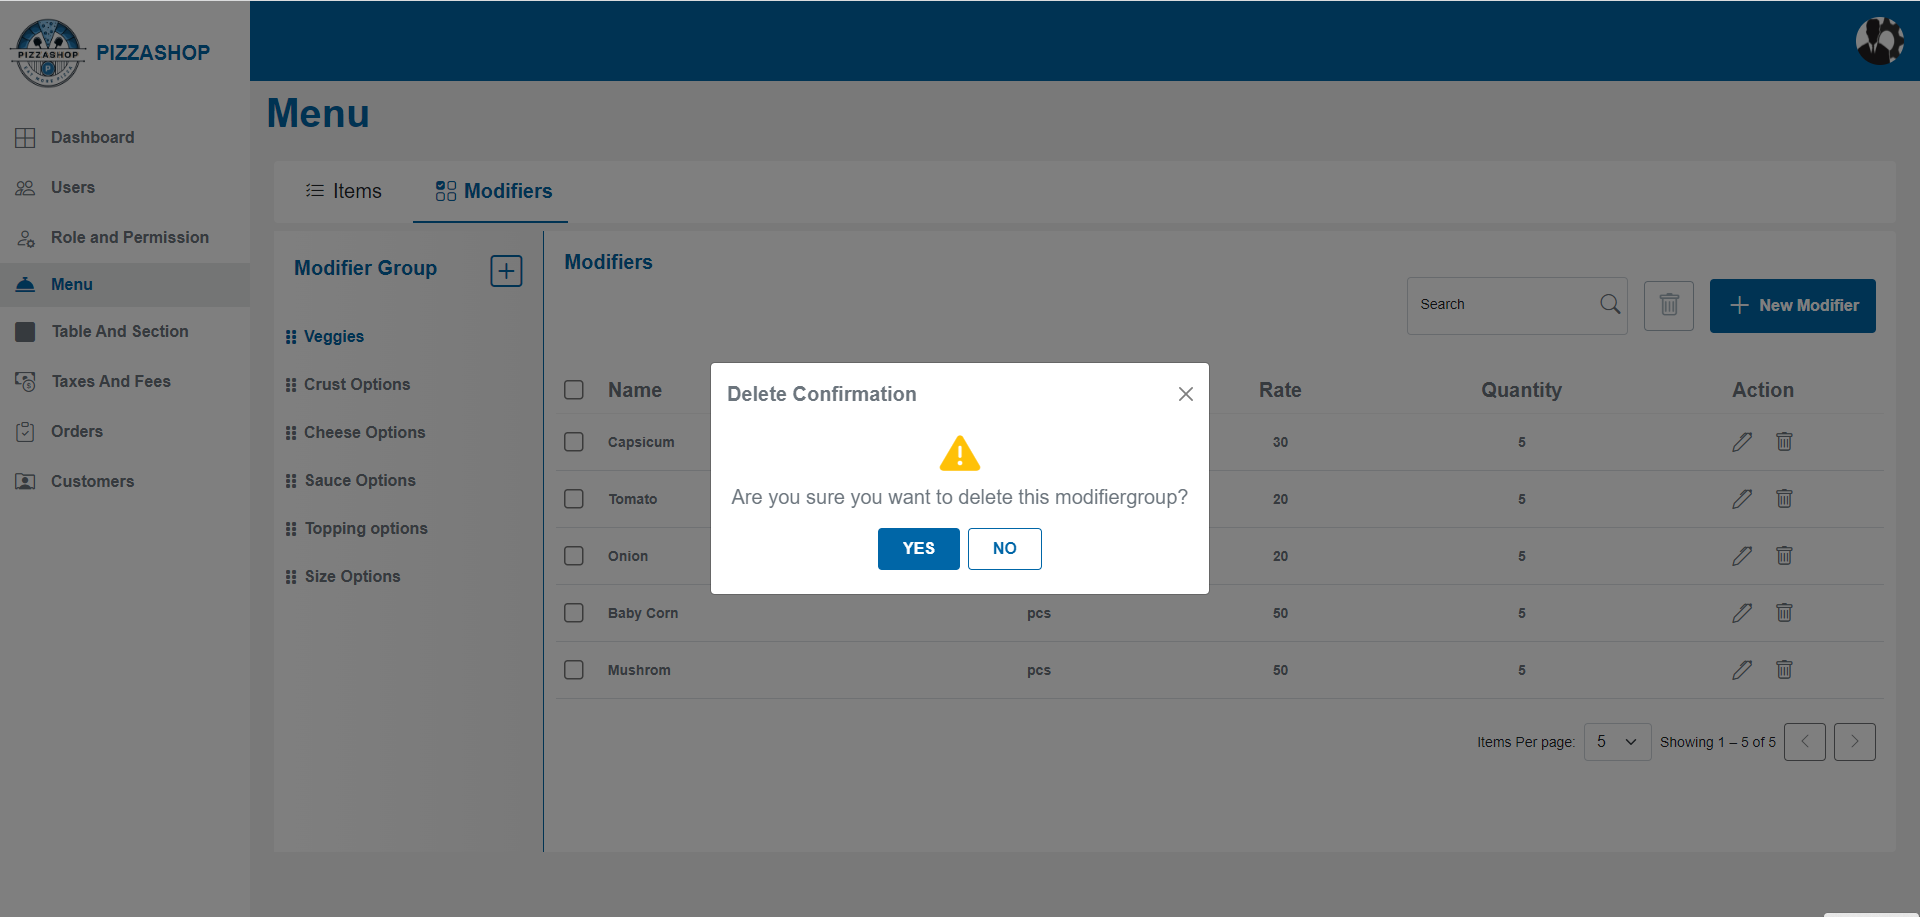 PIZZASHOP
PIZZASHOP
Dashboard
Users
Role and Permission
Menu
Table And Section
Taxes And Fees
Orders
Customers
Menu
Items
Modifiers
Modifier Group
Veggies
Crust Options
Cheese Options
Sauce Options
Topping options
Size Options
Modifiers
Search
New Modifier
Name Rate Quantity Action
Capsicum 30 5
Tomato 20 5
Onion 20 5
Baby Corn pcs 50 5
Mushrom pcs 50 5
Items Per page: 5 Showing 1 – 5 of 5
Delete Confirmation
Are you sure you want to delete this modifiergroup?
YES NO